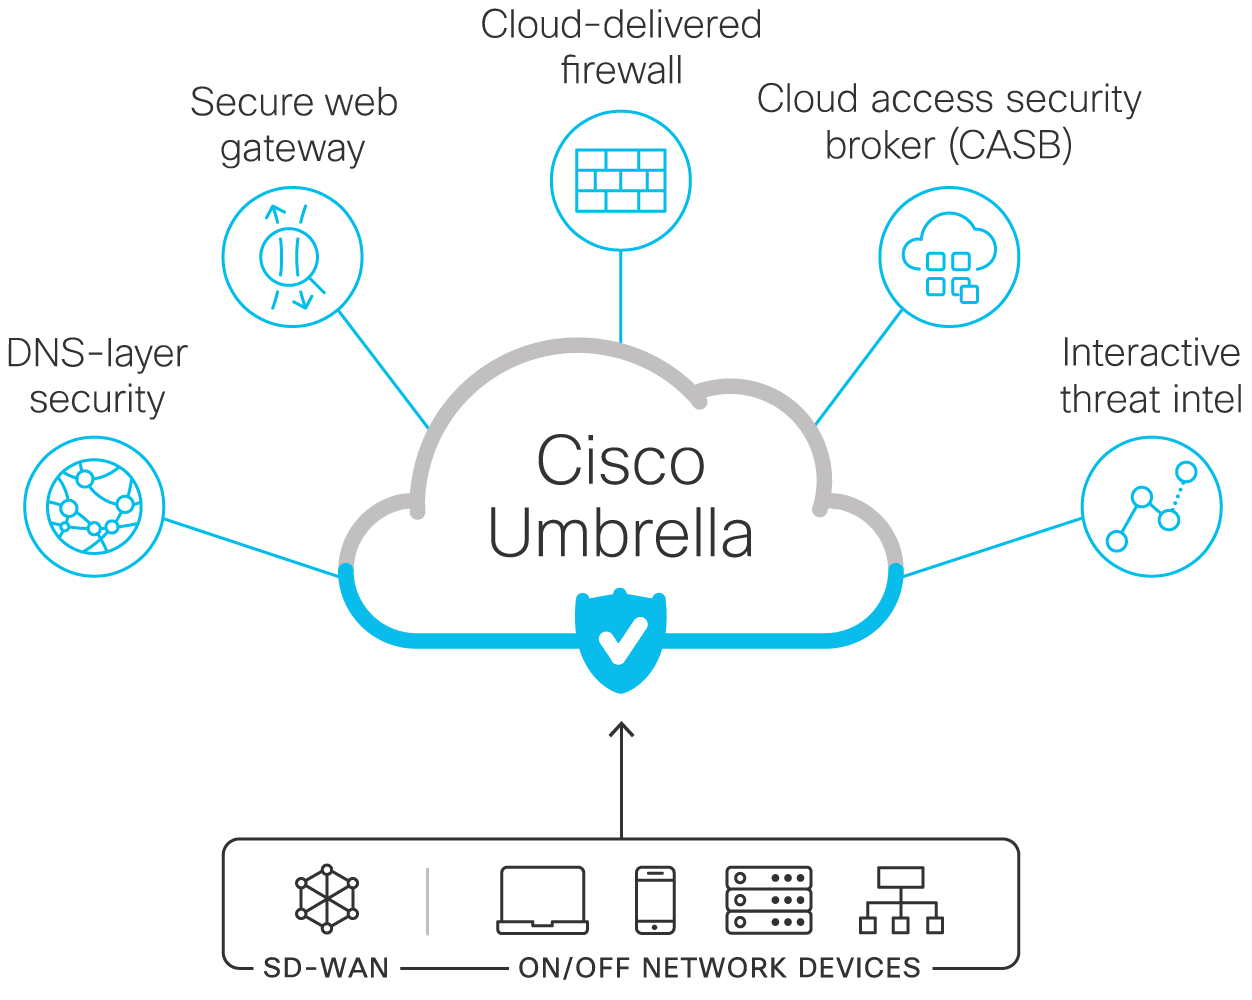 Cloud-delivered
firewall
Secure web
gateway
Cloud access security
broker (CASB)
DNS-layer
security
Interactive
threat intel
Cisco
Umbrella
SD-WAN
ON/OFF NETWORK DEVICES